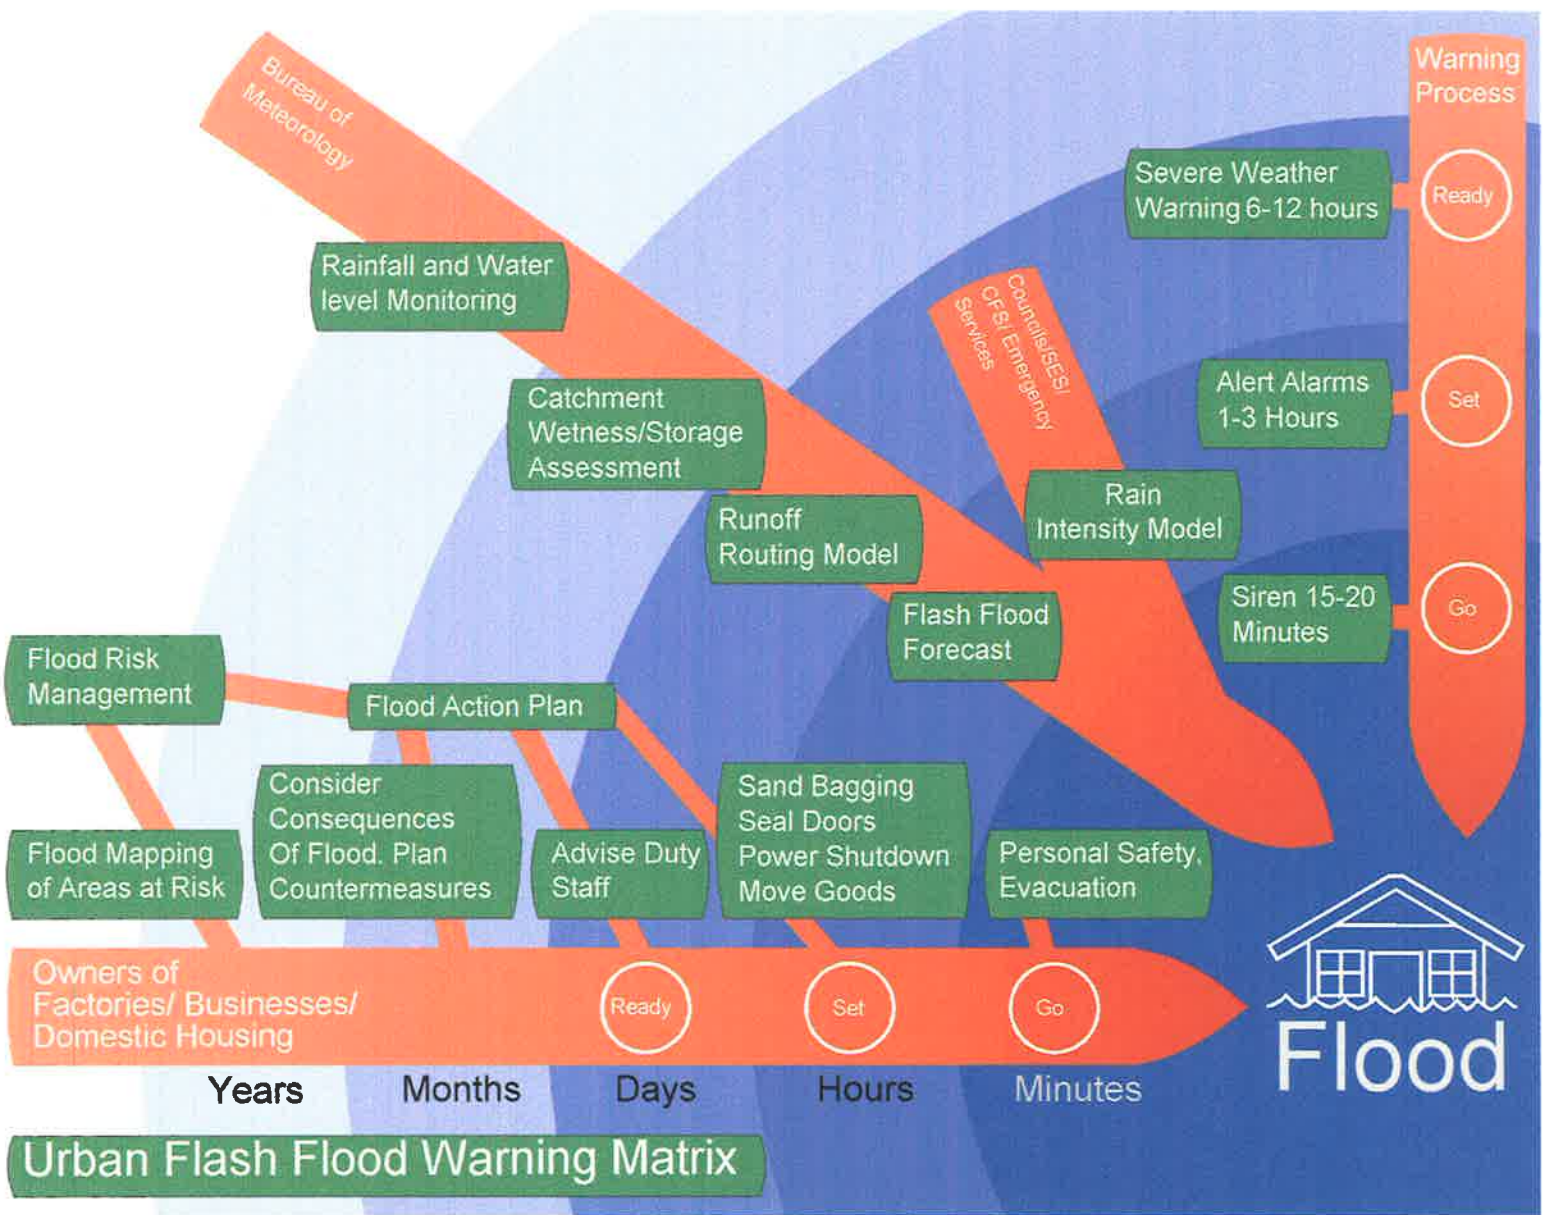 Bureau of
Meteorology
Warning
Process
Severe Weather
Warning 6-12 hours
Ready
Rainfall and Water
level Monitoring
Councils/SES/
CFS/ Emergency
Services
Catchment
Wetness/Storage
Assessment
Alert Alarms
1-3 Hours
Set
Runoff
Routing Model
Rain
Intensity Model
Flash Flood
Forecast
Siren 15-20
Minutes
Go
Flood Risk
Management
Flood Action Plan
Flood Mapping
of Areas at Risk
Consider
Consequences
Of Flood. Plan
Countermeasures
Advise Duty
Staff
Sand Bagging
Seal Doors
Power Shutdown
Move Goods
Personal Safety,
Evacuation
Owners of
Factories/ Businesses/
Domestic Housing
Ready
Set
Go
Flood
Years
Months
Days
Hours
Minutes
Urban Flash Flood Warning Matrix